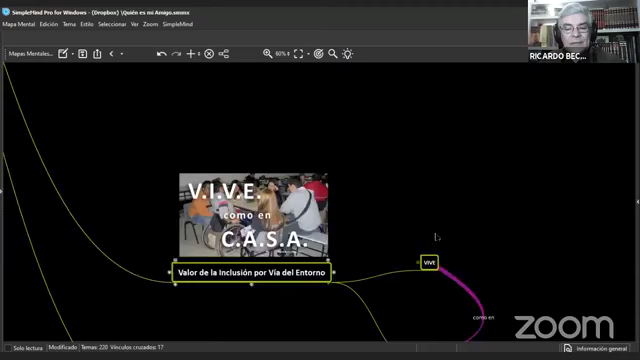 SimpleMind Pro for Windows - (Dropbox) \Quién es mi Amigo.smmx
Mapa Mental Edición Tema Estilo Seleccionar Ver Zoom SimpleMind
Mapas Mentales...
60%
RICARDO BEC...
V.I.V.E.
como en
C.A.S.A.
Valor de la Inclusión por Vía del Entorno
VIVE
como en
zoom
Solo lectura Modificado Temas: 220 Vínculos cruzados: 17 Información general